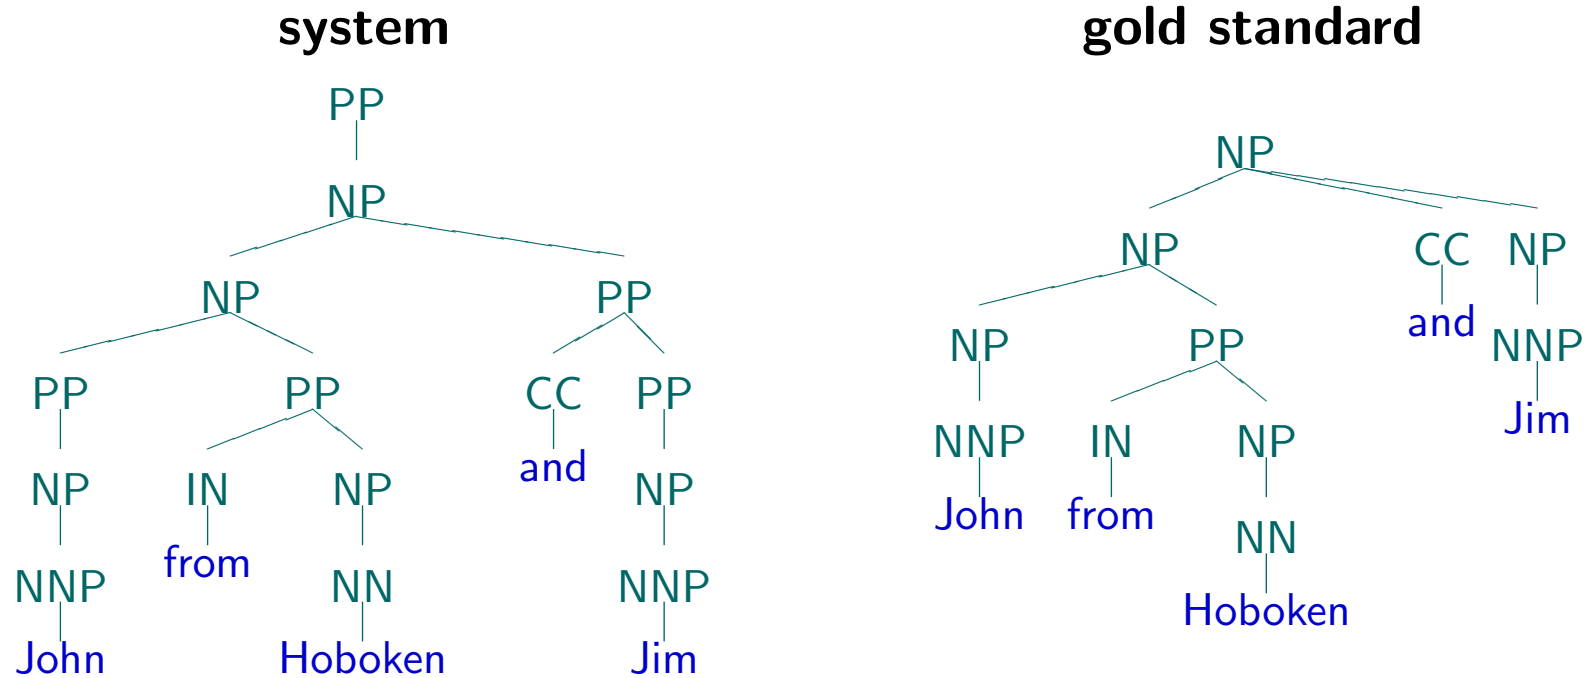 system
PP
NP
NP PP
PP PP CC PP
and
NP IN NP NP
from
NNP NN NNP
John Hoboken Jim
gold standard
NP
NP CC NP
and
NP PP NNP
Jim
NNP IN NP
John from
NN
Hoboken